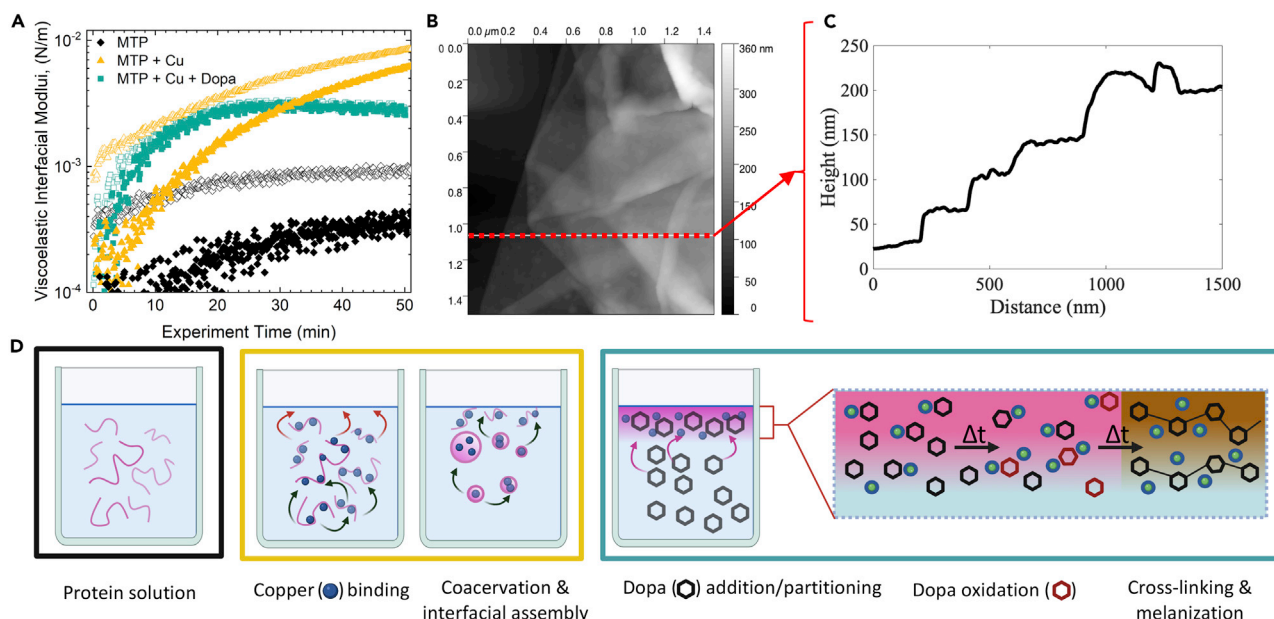 A
Viscoelastic Interfacial Modlui, (N/m)
10⁻²
10⁻³
10⁻⁴
MTP
MTP + Cu
MTP + Cu + Dopa
0 10 20 30 40 50
Experiment Time (min)
B
0.0 µm 0.2 0.4 0.6 0.8 1.0 1.2 1.4
0.0
0.2
0.4
0.6
0.8
1.0
1.2
1.4
360 nm
300
250
200
150
100
50
0
C
Height (nm)
250
200
150
100
50
0
0 500 1000 1500
Distance (nm)
D
Δt Δt
Protein solution
Copper ( ) binding
Coacervation &
interfacial assembly
Dopa ( ) addition/partitioning
Dopa oxidation ( )
Cross-linking &
melanization